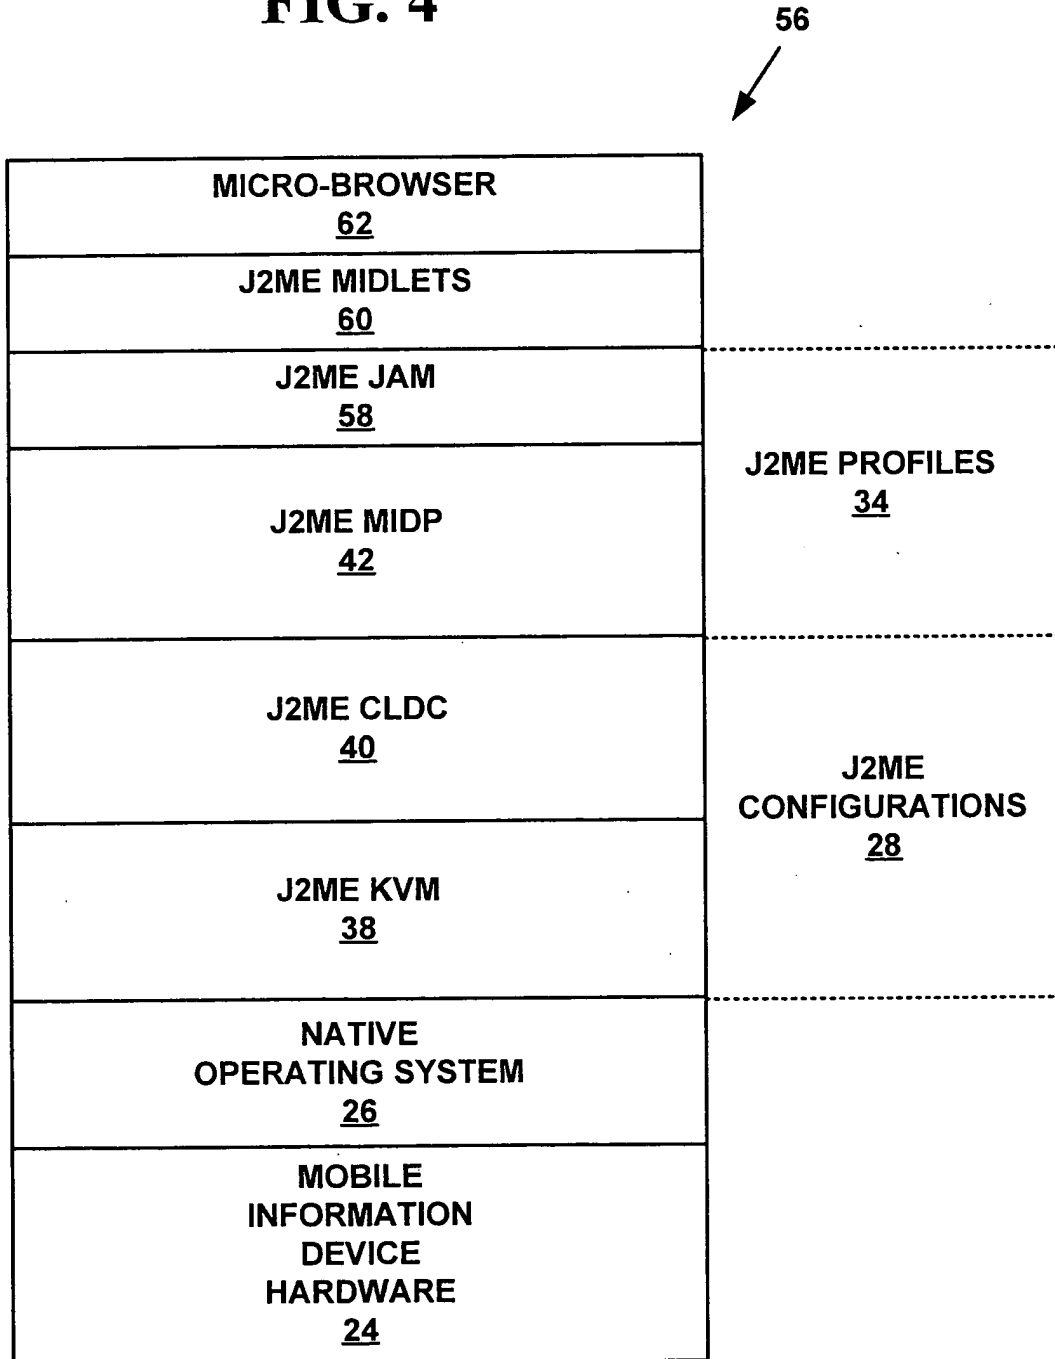 FIG. 4
56
MICRO-BROWSER
62
J2ME MIDLETS
60
J2ME JAM
58
J2ME MIDP
42
J2ME PROFILES
34
J2ME CLDC
40
J2ME KVM
38
J2ME
CONFIGURATIONS
28
NATIVE
OPERATING SYSTEM
26
MOBILE
INFORMATION
DEVICE
HARDWARE
24